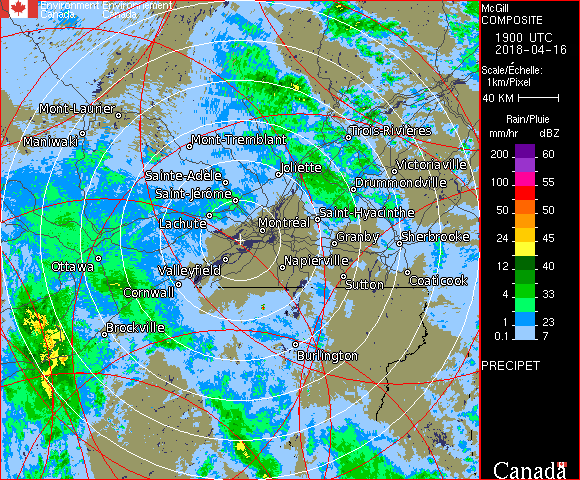 Environment Environnement
Canada Canada
Mont-Laurier
Maniwaki
Mont-Tremblant
Trois-Rivières
Sainte-Adèle
Joliette
Victoriaville
Saint-Jérôme
Drummondville
Lachute
Montréal
Saint-Hyacinthe
Granby
Sherbrooke
Ottawa
Valleyfield
Napierville
Cornwall
Sutton
Coaticook
Brockville
Burlington
McGill
COMPOSITE
1900 UTC
2018-04-16
Scale/Échelle:
1km/Pixel
40 KM
Rain/Pluie
mm/hr dBZ
200 60
150 57
100 55
50 50
24 45
12 40
4 33
1 23
0.1 7
PRECIPET
Canada